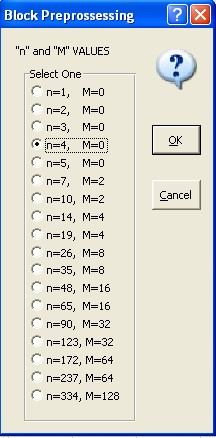 Block Preprossessing
"n" and "M" VALUES
Select One
n=1, M=0
n=2, M=0
n=3, M=0
n=4, M=0
n=5, M=0
n=7, M=2
n=10, M=2
n=14, M=4
n=19, M=4
n=26, M=8
n=35, M=8
n=48, M=16
n=65, M=16
n=90, M=32
n=123, M=32
n=172, M=64
n=237, M=64
n=334, M=128
OK
Cancel